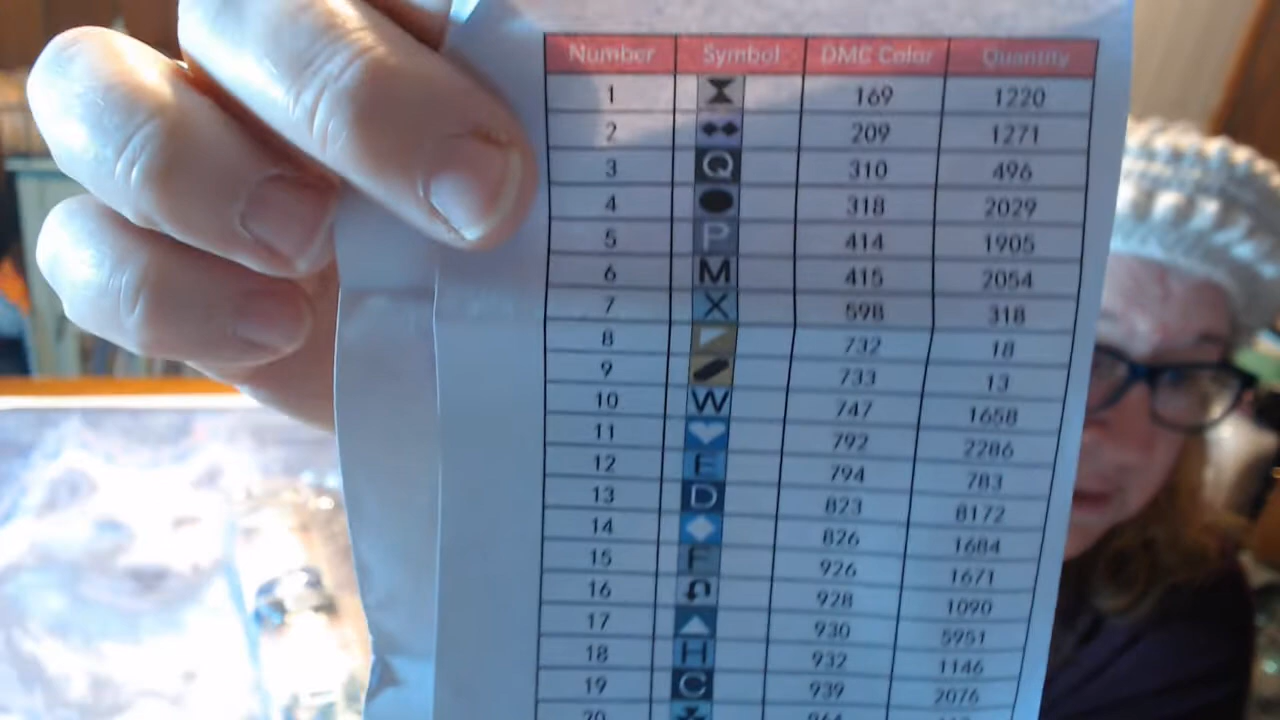 Number Symbol DMC Color Quantity
1 169 1220
2 209 1271
3 Q 310 496
4 318 2029
5 P 414 1905
6 M 415 2054
7 X 598 318
8 732 18
9 733 13
10 W 747 1658
11 792 2286
12 E 794 783
13 D 823 8172
14 826 1684
15 F 926 1671
16 928 1090
17 930 5951
18 H 932 1146
19 C 939 2076
20